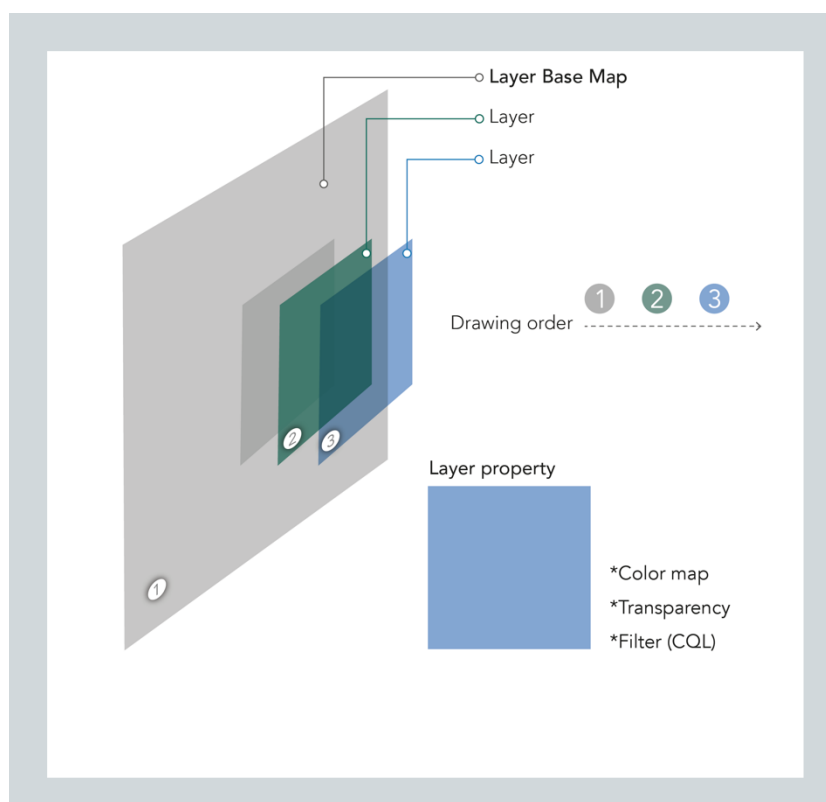 Layer Base Map
Layer
Layer
1 2 3
Drawing order
2
3
Layer property
1
*Color map
*Transparency
*Filter (CQL)